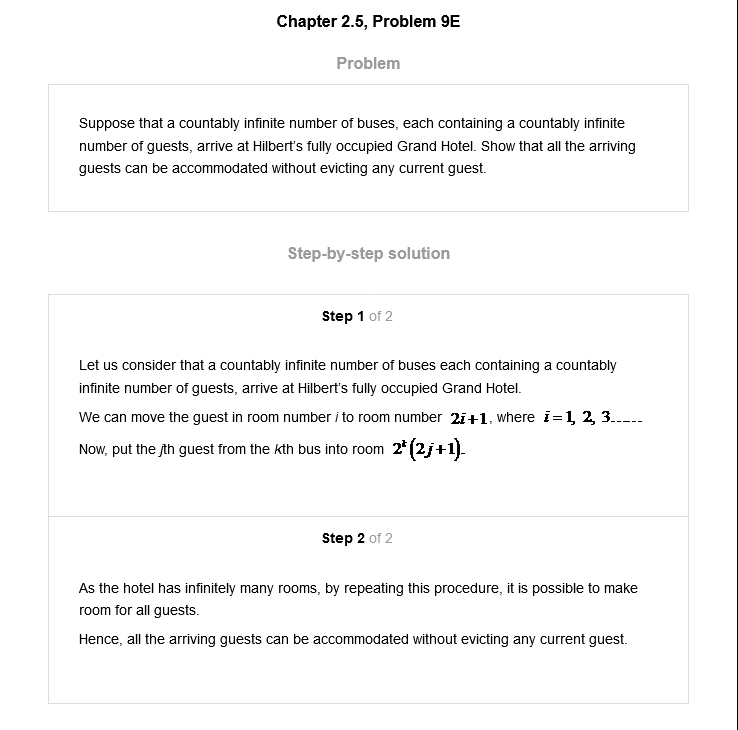 Chapter 2.5, Problem 9E
Problem
Suppose that a countably infinite number of buses, each containing a countably infinite
number of guests, arrive at Hilbert's fully occupied Grand Hotel. Show that all the arriving
guests can be accommodated without evicting any current guest.
Step-by-step solution
Step 1 of 2
Let us consider that a countably infinite number of buses each containing a countably
infinite number of guests, arrive at Hilbert's fully occupied Grand Hotel.
We can move the guest in room number i to room number 2i+1, where i=1, 2, 3......
Now, put the jth guest from the kth bus into room 2^k(2j+1).
Step 2 of 2
As the hotel has infinitely many rooms, by repeating this procedure, it is possible to make
room for all guests.
Hence, all the arriving guests can be accommodated without evicting any current guest.